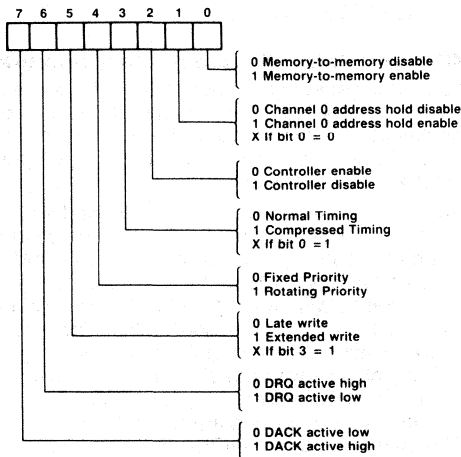 7 6 5 4 3 2 1 0
0 Memory-to-memory disable
1 Memory-to-memory enable
0 Channel 0 address hold disable
1 Channel 0 address hold enable
X If bit 0 = 0
0 Controller enable
1 Controller disable
0 Normal Timing
1 Compressed Timing
X If bit 0 = 1
0 Fixed Priority
1 Rotating Priority
0 Late write
1 Extended write
X If bit 3 = 1
0 DRQ active high
1 DRQ active low
0 DACK active low
1 DACK active high